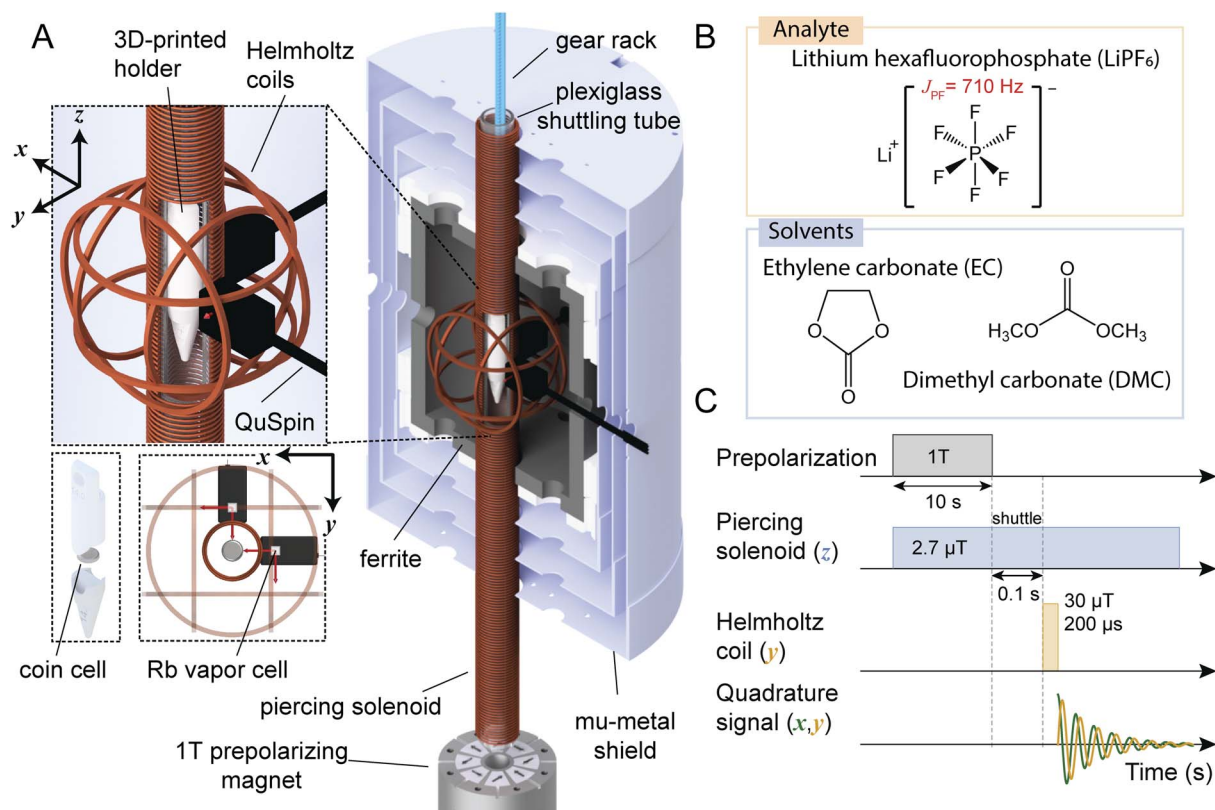 A
3D-printed
holder
Helmholtz
coils
gear rack
plexiglass
shuttling tube
z
x
y
QuSpin
ferrite
x
y
coin cell
Rb vapor cell
piercing solenoid
1T prepolarizing
magnet
mu-metal
shield
B
Analyte
Lithium hexafluorophosphate (LiPF₆)
J_PF = 710 Hz
Li⁺
−
F
F
F
P
F
F
F
Solvents
Ethylene carbonate (EC)
O
O
O
O
H₃CO
OCH₃
Dimethyl carbonate (DMC)
C
Prepolarization
1T
10 s
Piercing
solenoid (z)
2.7 µT
shuttle
0.1 s
Helmholtz
coil (y)
30 µT
200 µs
Quadrature
signal (x,y)
Time (s)